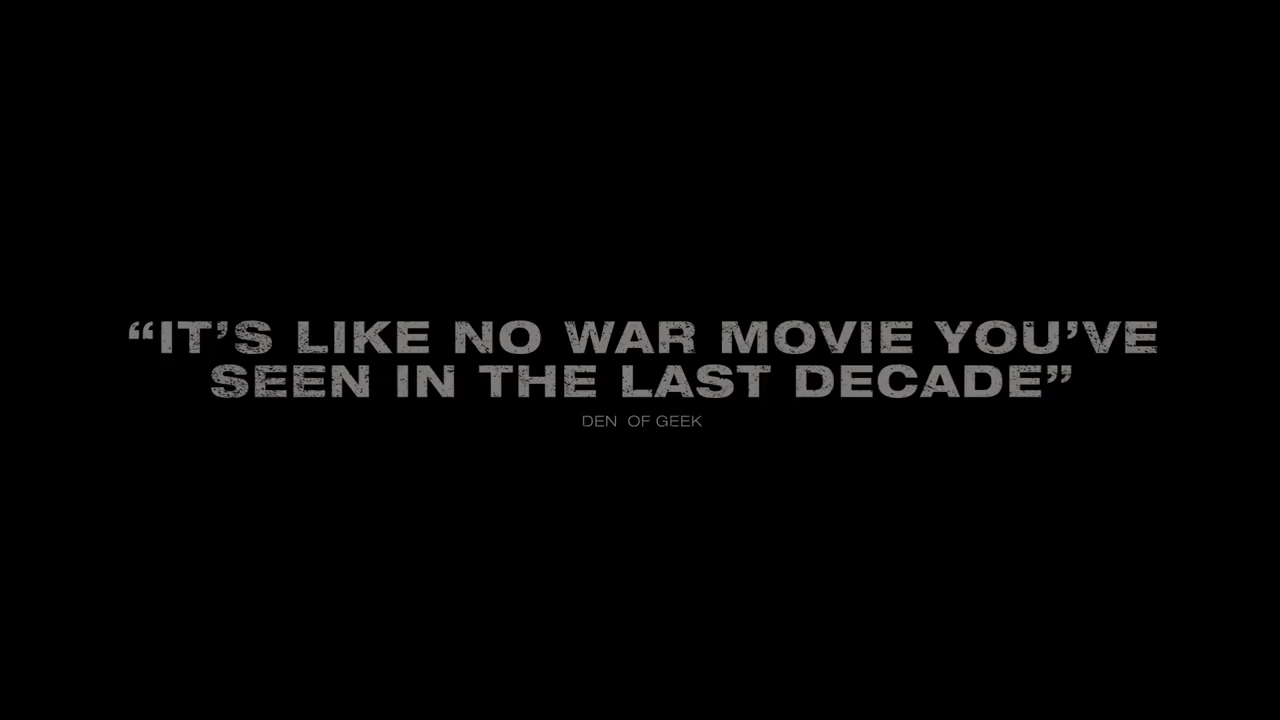 “IT’S LIKE NO WAR MOVIE YOU’VE
SEEN IN THE LAST DECADE”
DEN OF GEEK